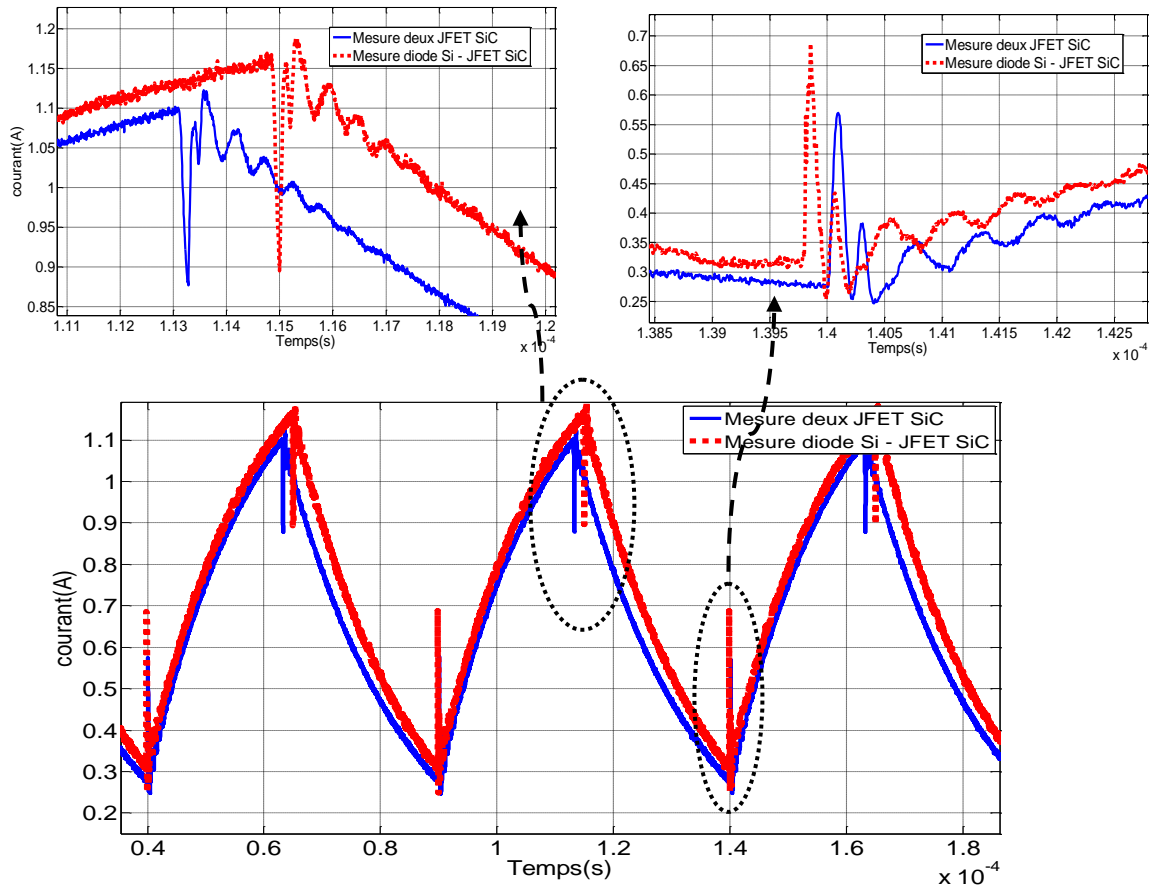 Mesure deux JFET SiC
Mesure diode Si - JFET SiC
1.2
1.15
1.1
1.05
1
0.95
0.9
0.85
courant(A)
1.11 1.12 1.13 1.14 1.15 1.16 1.17 1.18 1.19 1.2
Temps(s)
x 10-4
Mesure deux JFET SiC
Mesure diode Si - JFET SiC
0.7
0.65
0.6
0.55
0.5
0.45
0.4
0.35
0.3
0.25
1.385 1.39 1.395 1.4 1.405 1.41 1.415 1.42 1.425
Temps(s)
x 10-4
Mesure deux JFET SiC
Mesure diode Si - JFET SiC
1.1
1
0.9
0.8
0.7
0.6
0.5
0.4
0.3
0.2
courant(A)
0.4 0.6 0.8 1 1.2 1.4 1.6 1.8
Temps(s)
x 10-4